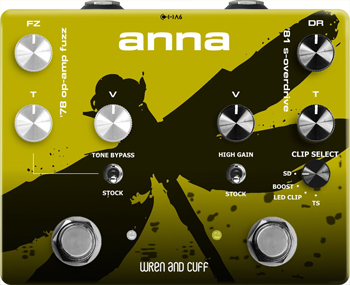 9V⎓
FZ
anna
DR
'78 op-amp fuzz
'81 s-overdrive
T
V
V
T
TONE BYPASS
HIGH GAIN
CLIP SELECT
SD
BOOST
LED CLIP
TS
STOCK
STOCK
WREN AND CUFF